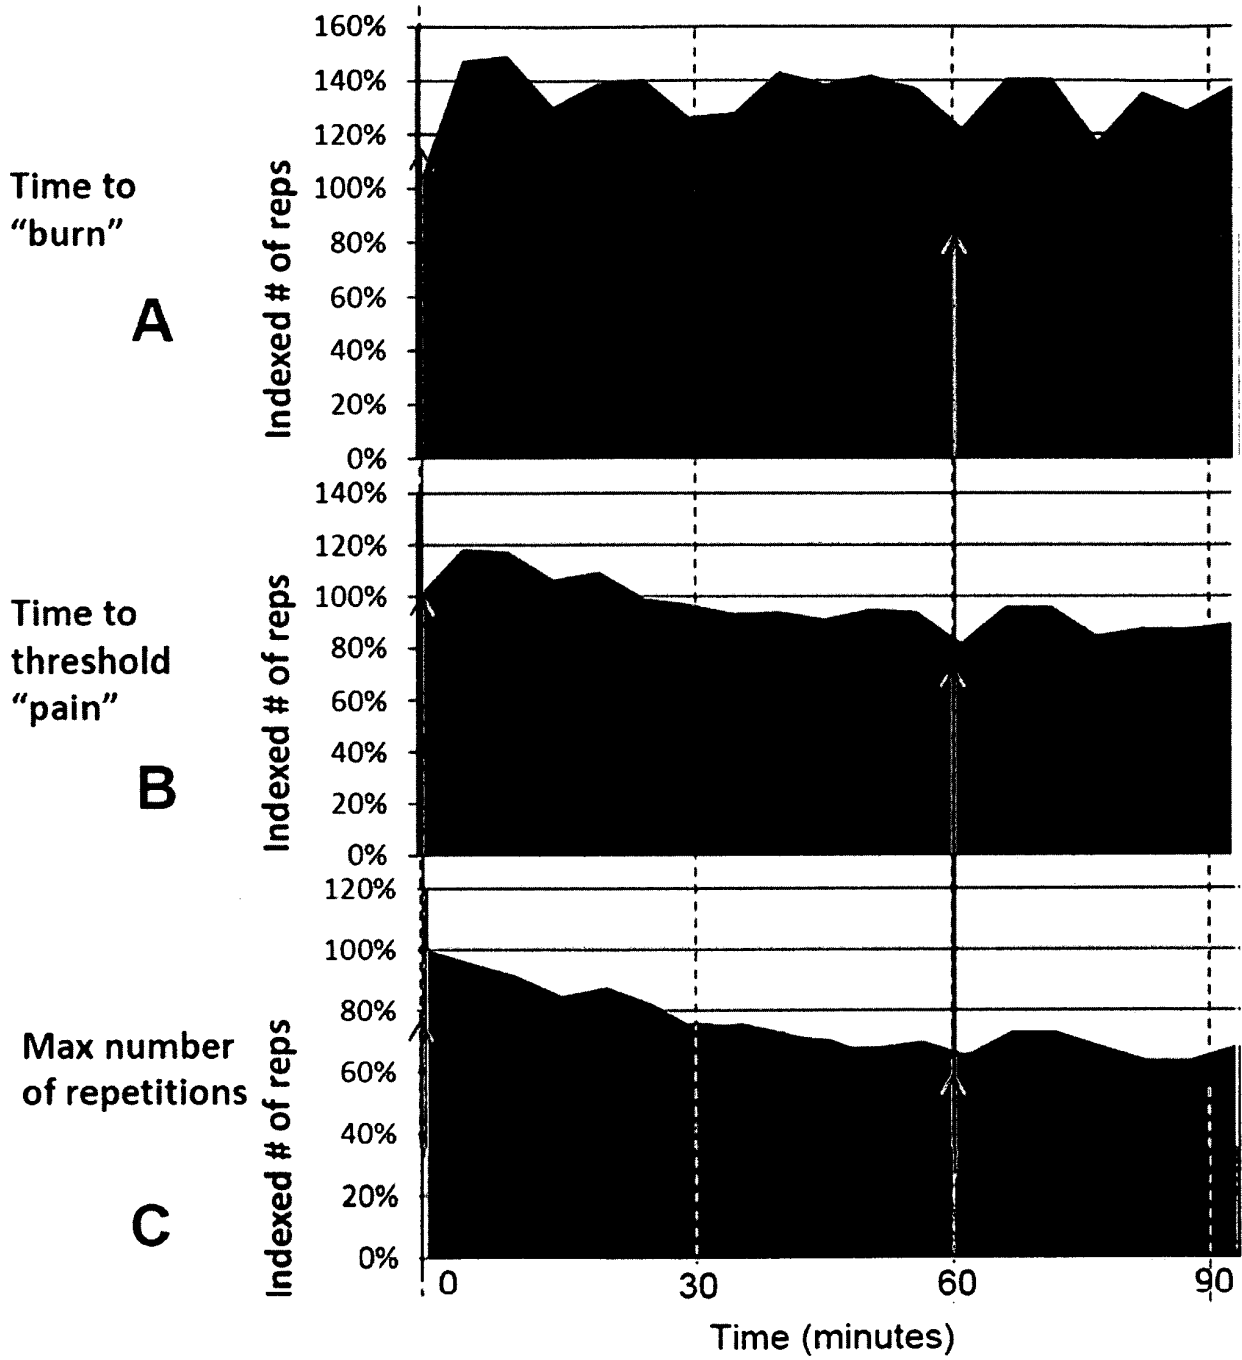 160%
140%
120%
100%
80%
60%
40%
20%
0%
Indexed # of reps
Time to
“burn”
A
140%
120%
100%
80%
60%
40%
20%
0%
Indexed # of reps
Time to
threshold
“pain”
B
120%
100%
80%
60%
40%
20%
0%
Indexed # of reps
Max number
of repetitions
C
0 30 60 90
Time (minutes)